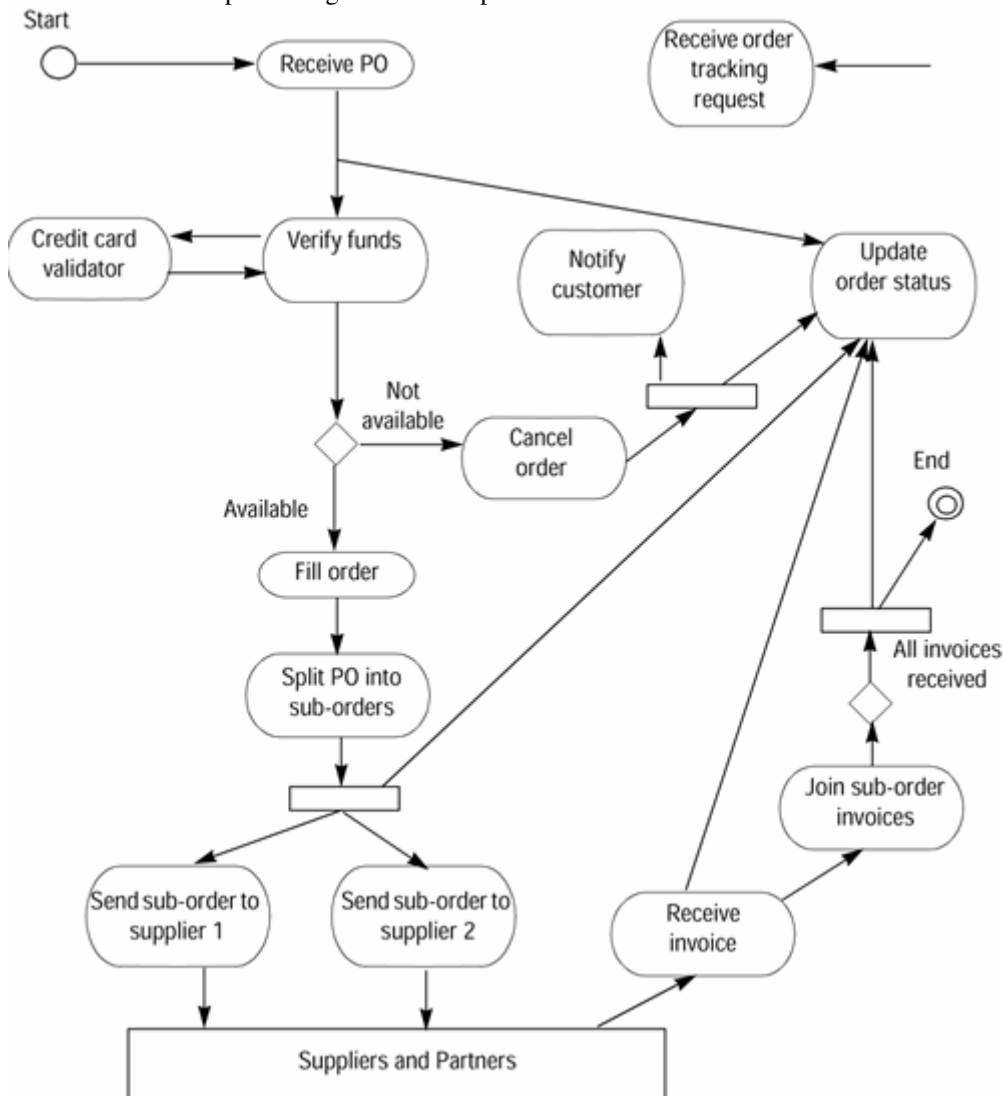 Start
Receive PO
Receive order
tracking
request
Credit card
validator
Verify funds
Notify
customer
Update
order status
Not
available
Cancel
order
End
Available
Fill order
All invoices
received
Split PO into
sub-orders
Join sub-order
invoices
Send sub-order to
supplier 1
Send sub-order to
supplier 2
Receive
invoice
Suppliers and Partners